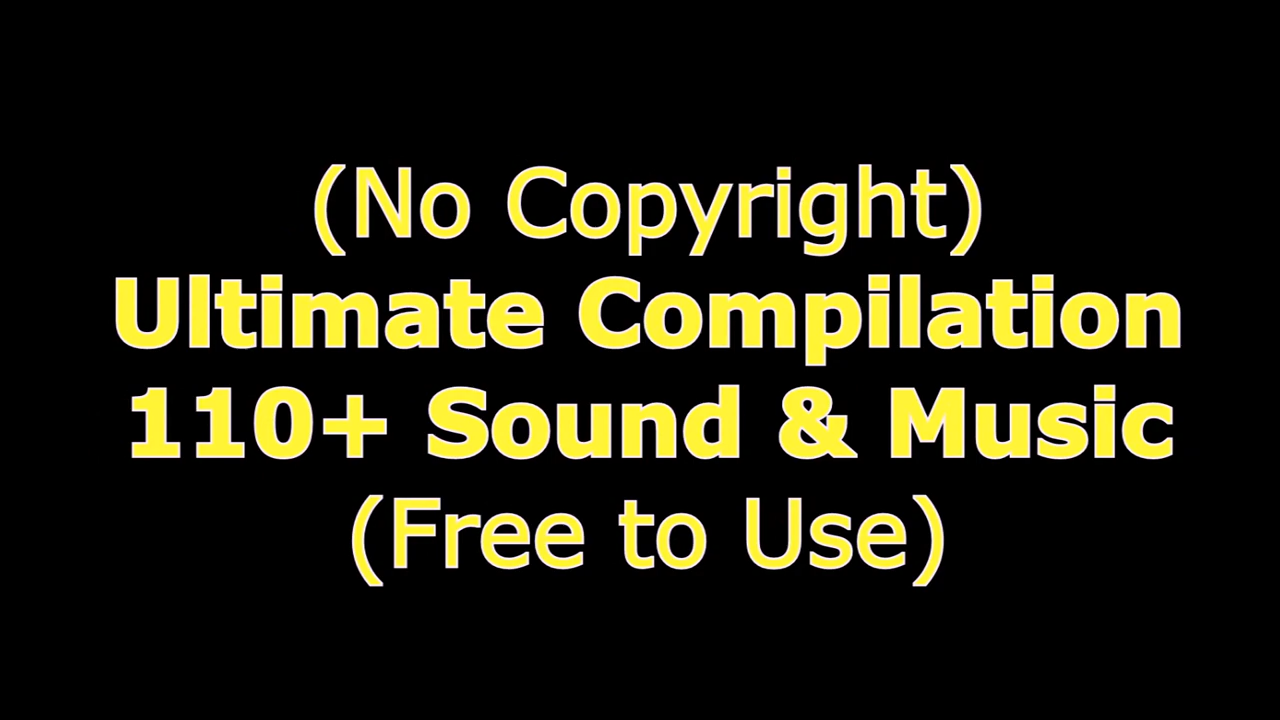 (No Copyright)
Ultimate Compilation
110+ Sound & Music
(Free to Use)